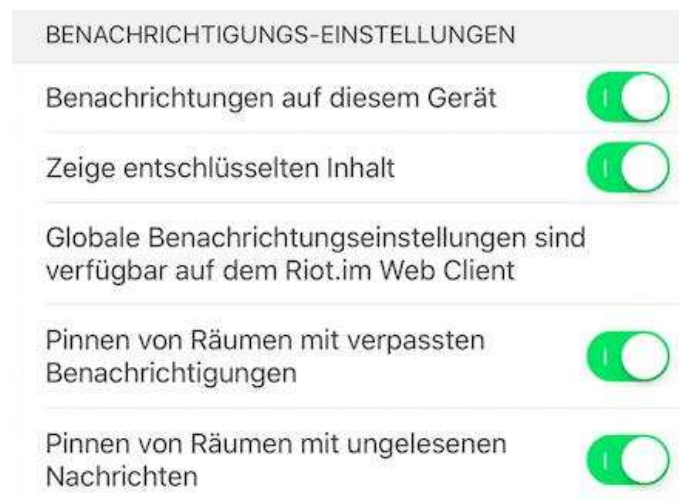 BENACHRICHTIGUNGS-EINSTELLUNGEN
Benachrichtungen auf diesem Gerät
Zeige entschlüsselten Inhalt
Globale Benachrichtungseinstellungen sind
verfügbar auf dem Riot.im Web Client
Pinnen von Räumen mit verpassten
Benachrichtigungen
Pinnen von Räumen mit ungelesenen
Nachrichten